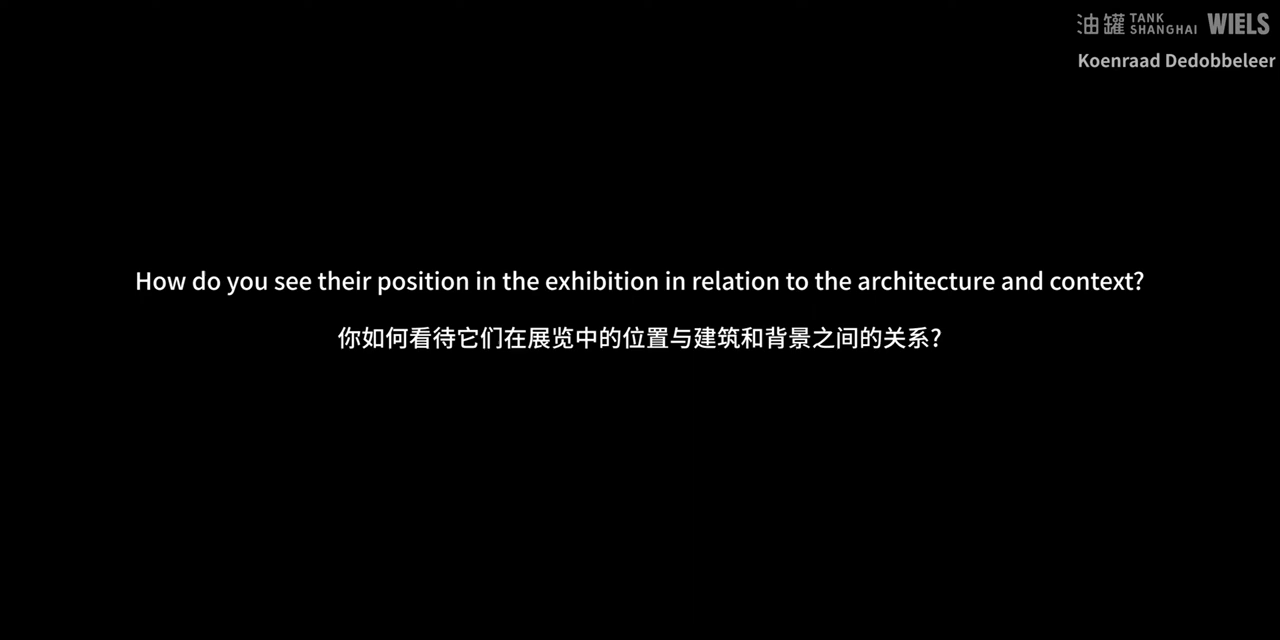 油罐 TANK SHANGHAI WIELS
Koenraad Dedobbeleer
How do you see their position in the exhibition in relation to the architecture and context?
你如何看待它们在展览中的位置与建筑和背景之间的关系?